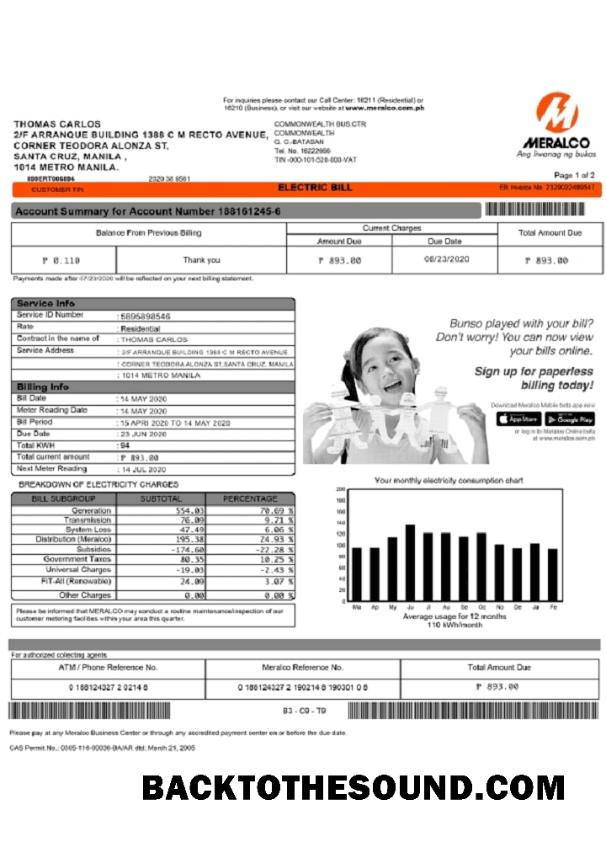 For inquiries please contact our Call Center: 16211 (Residential) or
16210 (Business), or visit our website at www.meralco.com.ph
THOMAS CARLOS
2/F ARRANQUE BUILDING 1388 C M RECTO AVENUE,
CORNER TEODORA ALONZA ST,
SANTA CRUZ, MANILA ,
1014 METRO MANILA.
COMMONWEALTH BUS.CTR
COMMONWEALTH
Q. C.-BATASAN
Tel. No. 16222966
TIN -000-101-528-000-VAT
MERALCO
Ang liwanag ng bukas
Page 1 of 2
CUSTOMER TIN:
ELECTRIC BILL
Account Summary for Account Number 188161245-6
Balance From Previous Billing
Current Charges
Total Amount Due
Amount Due
Due Date
₱ 0.110
Thank you
₱ 893.00
06/23/2020
₱ 893.00
Payments made after 07/23/2020 will be reflected on your next billing statement.
Service Info
Service ID Number : 5895898546
Rate : Residential
Contract in the name of : THOMAS CARLOS
Service Address : 2/F ARRANQUE BUILDING 1388 C M RECTO AVENUE
: CORNER TEODORA ALONZA ST,SANTA CRUZ, MANILA
: 1014 METRO MANILA
Billing Info
Bill Date : 14 MAY 2020
Meter Reading Date : 14 MAY 2020
Bill Period : 15 APRI 2020 TO 14 MAY 2020
Due Date : 23 JUN 2020
Total KWH : 94
Total current amount : ₱ 893.00
Next Meter Reading : 14 JUL 2020
Bunso played with your bill?
Don't worry! You can now view
your bills online.
Sign up for paperless
billing today!
Download Meralco Mobile beta app now
App Store
Google Play
or log in to Meralco Online beta
at www.meralco.com.ph
BREAKDOWN OF ELECTRICITY CHARGES
BILL SUBGROUP SUBTOTAL PERCENTAGE
Generation 554.03 70.69 %
Transmission 76.09 9.71 %
System Loss 47.49 6.06 %
Distribution (Meralco) 195.38 24.93 %
Subsidies -174.60 -22.28 %
Government Taxes 80.35 10.25 %
Universal Charges -19.03 -2.43 %
FiT-All (Renewable) 24.09 3.07 %
Other Charges 0.00 0.00 %
Please be informed that MERALCO may conduct a routine maintenance/inspection of our
customer metering facilities within your area this quarter.
Your monthly electricity consumption chart
200
180
160
140
120
100
80
60
40
20
0
Ma Ap My Ju Jl Au Se Oc No De Ja Fe
Average usage for 12 months
110 kWh/month
For authorized collecting agents
ATM / Phone Reference No.
Meralco Reference No.
Total Amount Due
0 188124327 2 0214 8
0 188124327 2 190214 8 190301 0 8
₱ 893.00
B3 - C9 - T9
Please pay at any Meralco Business Center or through any accredited payment center on or before the due date.
CAS Permit No.: 0805-116-00036-BA/AR dtd. March 21, 2005
BACKTOTHESOUND.COM